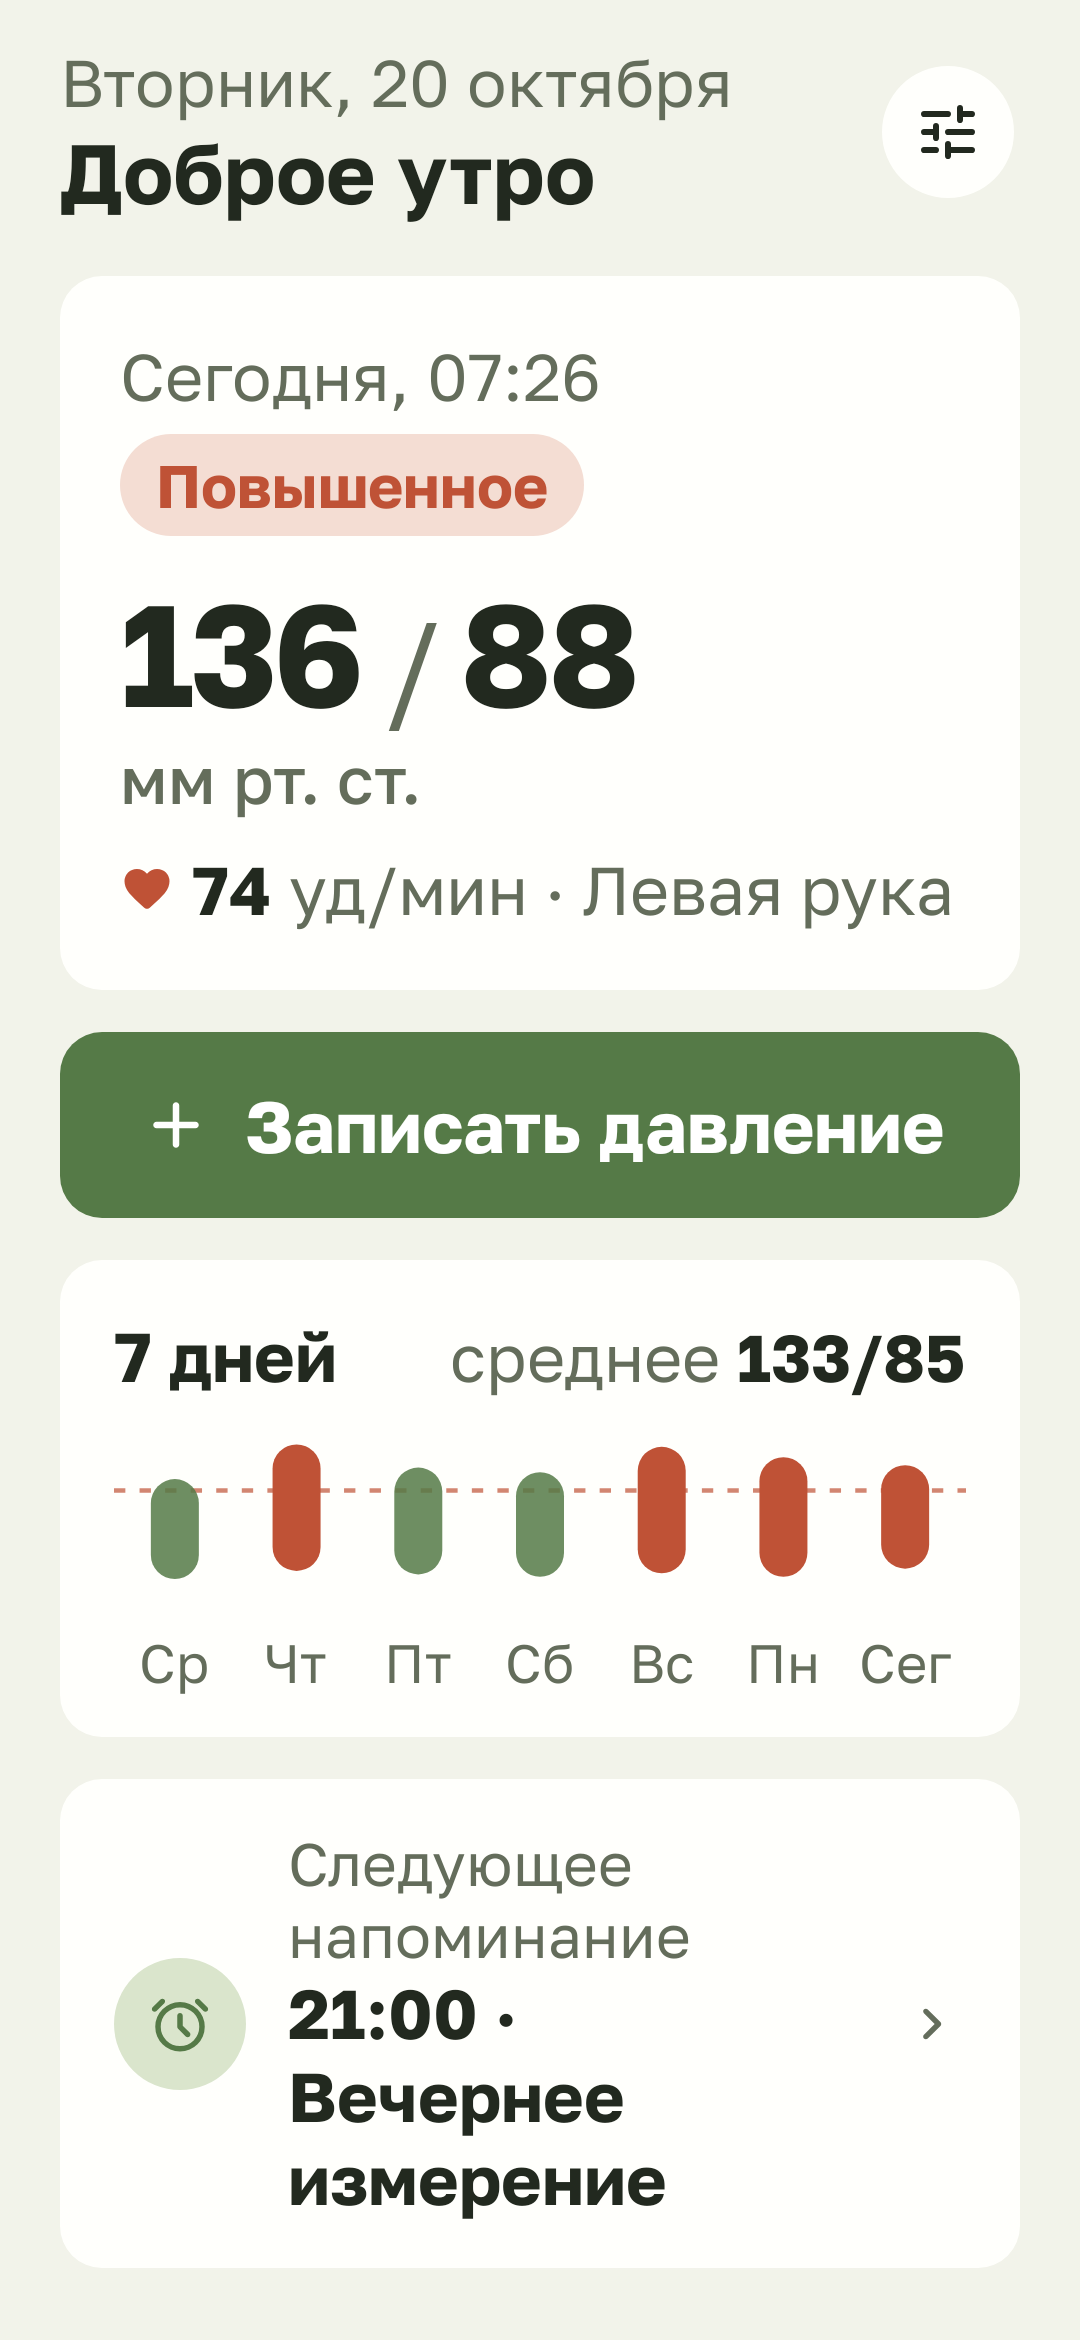 Вторник, 20 октября
Доброе утро
Сегодня, 07:26
Повышенное
136 / 88
мм рт. ст.
74 уд/мин · Левая рука
Записать давление
7 дней среднее 133/85
Ср Чт Пт Сб Вс Пн Сег
Следующее
напоминание
21:00 ·
Вечернее
измерение